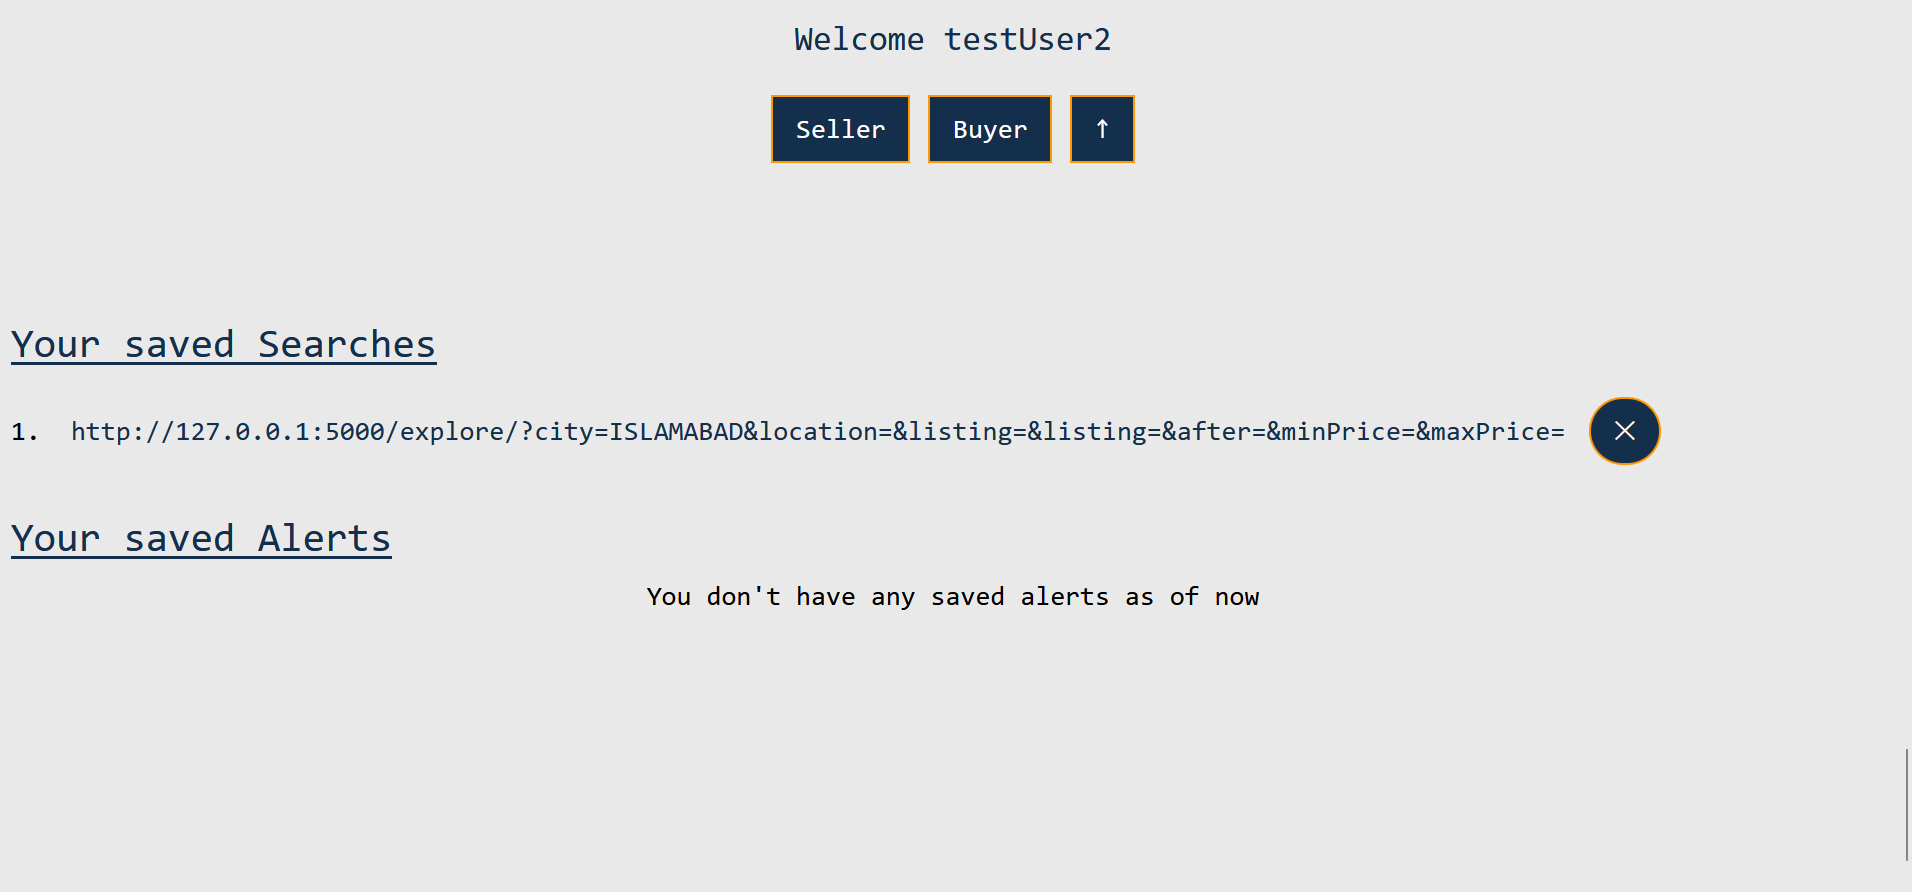 Welcome testUser2
Seller Buyer ↑
Your saved Searches
1. http://127.0.0.1:5000/explore/?city=ISLAMABAD&location=&listing=&listing=&after=&minPrice=&maxPrice= ×
Your saved Alerts
You don't have any saved alerts as of now